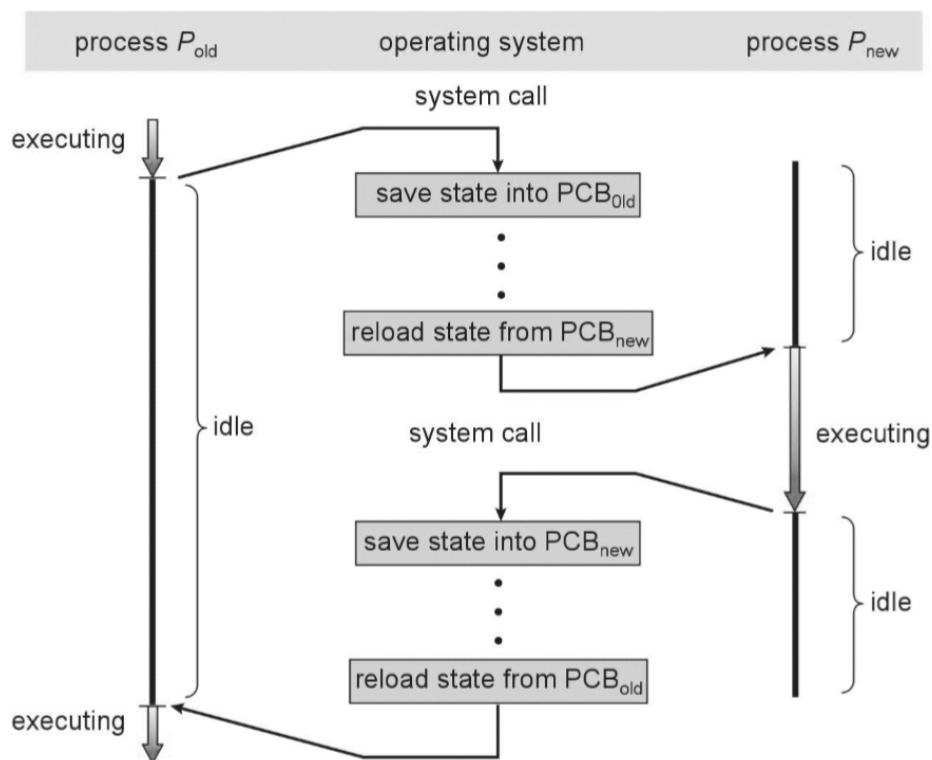 process P_old operating system process P_new
system call
executing
save state into PCB_0ld
idle
reload state from PCB_new
idle
system call
executing
save state into PCB_new
idle
reload state from PCB_old
executing